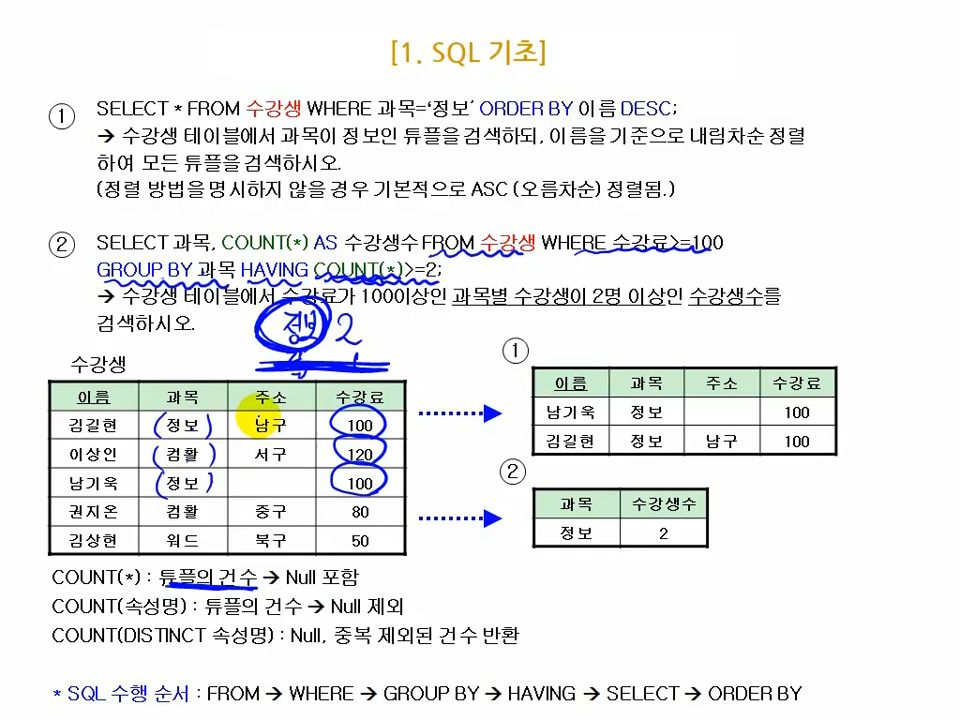 [1. SQL 기초]
① SELECT * FROM 수강생 WHERE 과목=‘정보’ ORDER BY 이름 DESC;
→ 수강생 테이블에서 과목이 정보인 튜플을 검색하되, 이름을 기준으로 내림차순 정렬
하여 모든 튜플을 검색하시오.
(정렬 방법을 명시하지 않을 경우 기본적으로 ASC (오름차순) 정렬됨.)
② SELECT 과목, COUNT(*) AS 수강생수 FROM 수강생 WHERE 수강료>=100
GROUP BY 과목 HAVING COUNT(*)>=2;
→ 수강생 테이블에서 수강료가 100이상인 과목별 수강생이 2명 이상인 수강생수를
검색하시오.
정보 2
수강생
이름 과목 주소 수강료
김길현 정보 남구 100
이상인 컴활 서구 120
남기욱 정보 100
권지온 컴활 중구 80
김상현 워드 북구 50
①
이름 과목 주소 수강료
남기욱 정보 100
김길현 정보 남구 100
②
과목 수강생수
정보 2
COUNT(*) : 튜플의 건수 → Null 포함
COUNT(속성명) : 튜플의 건수 → Null 제외
COUNT(DISTINCT 속성명) : Null, 중복 제외된 건수 반환
* SQL 수행 순서 : FROM → WHERE → GROUP BY → HAVING → SELECT → ORDER BY